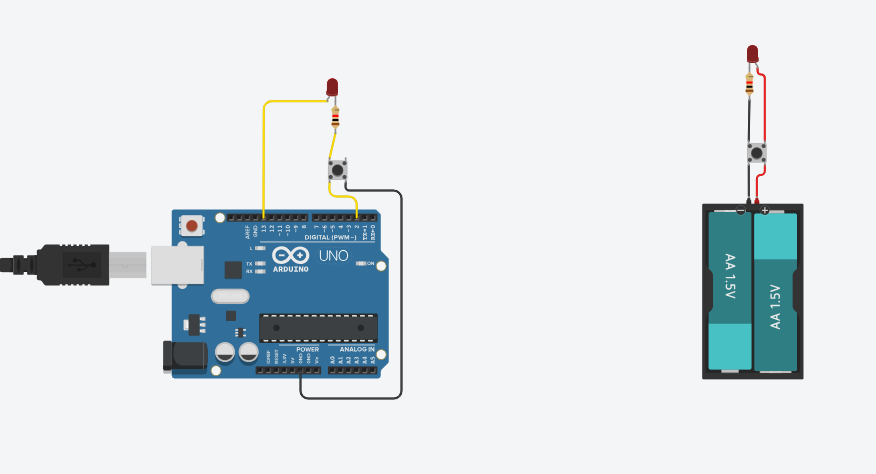 AREF
GND
13
12
~11
~10
~9
8
7
~6
~5
4
~3
2
TX→1
RX←0
DIGITAL (PWM~)
L
TX
RX
UNO
ARDUINO
ON
POWER
ANALOG IN
IOREF
RESET
3.3V
5V
GND
GND
Vin
A0
A1
A2
A3
A4
A5
AA 1.5V
AA 1.5V